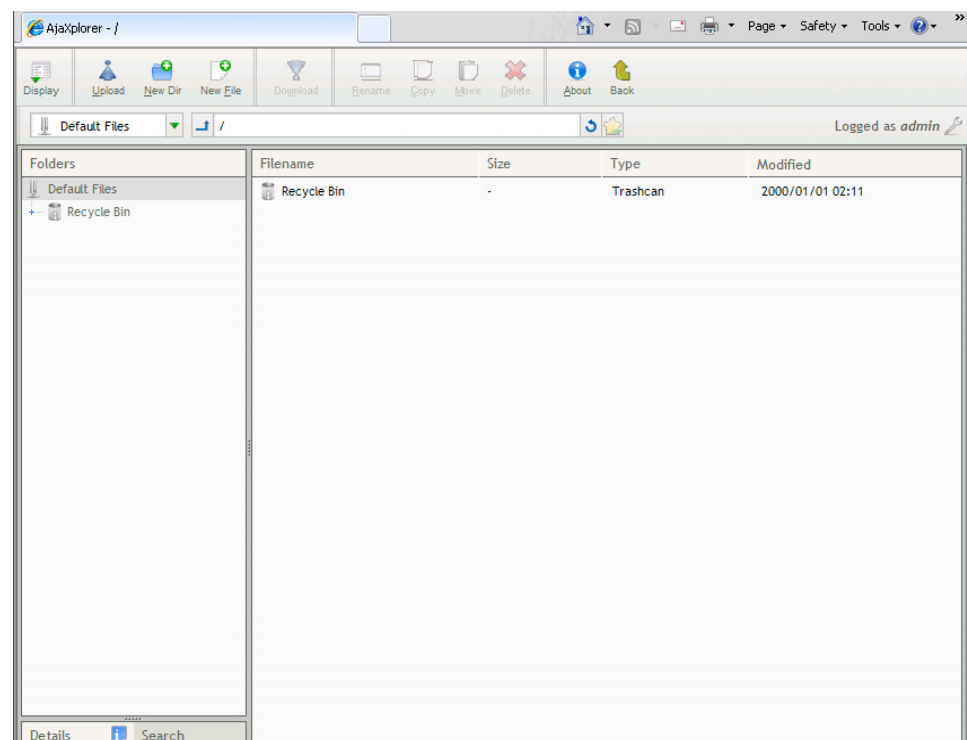 AjaXplorer - /
Page Safety Tools
Display Upload New Dir New File Download Rename Copy Move Delete About Back
Default Files / Logged as admin
Folders Filename Size Type Modified
Default Files Recycle Bin - Trashcan 2000/01/01 02:11
Recycle Bin
Details Search